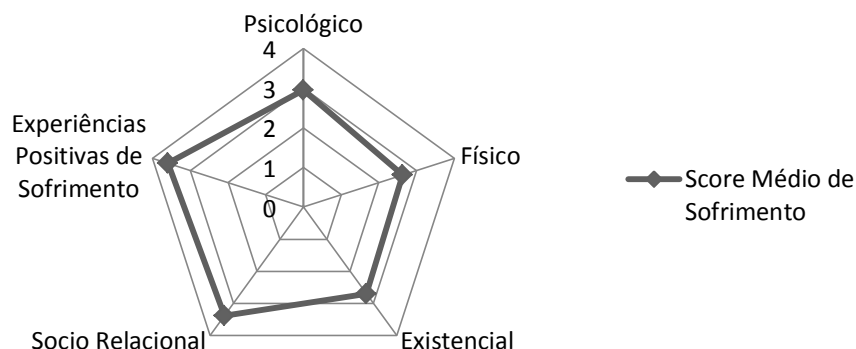 Psicológico
4
3
2
1
0
Experiências
Positivas de
Sofrimento
Físico
Score Médio de
Sofrimento
Socio Relacional
Existencial